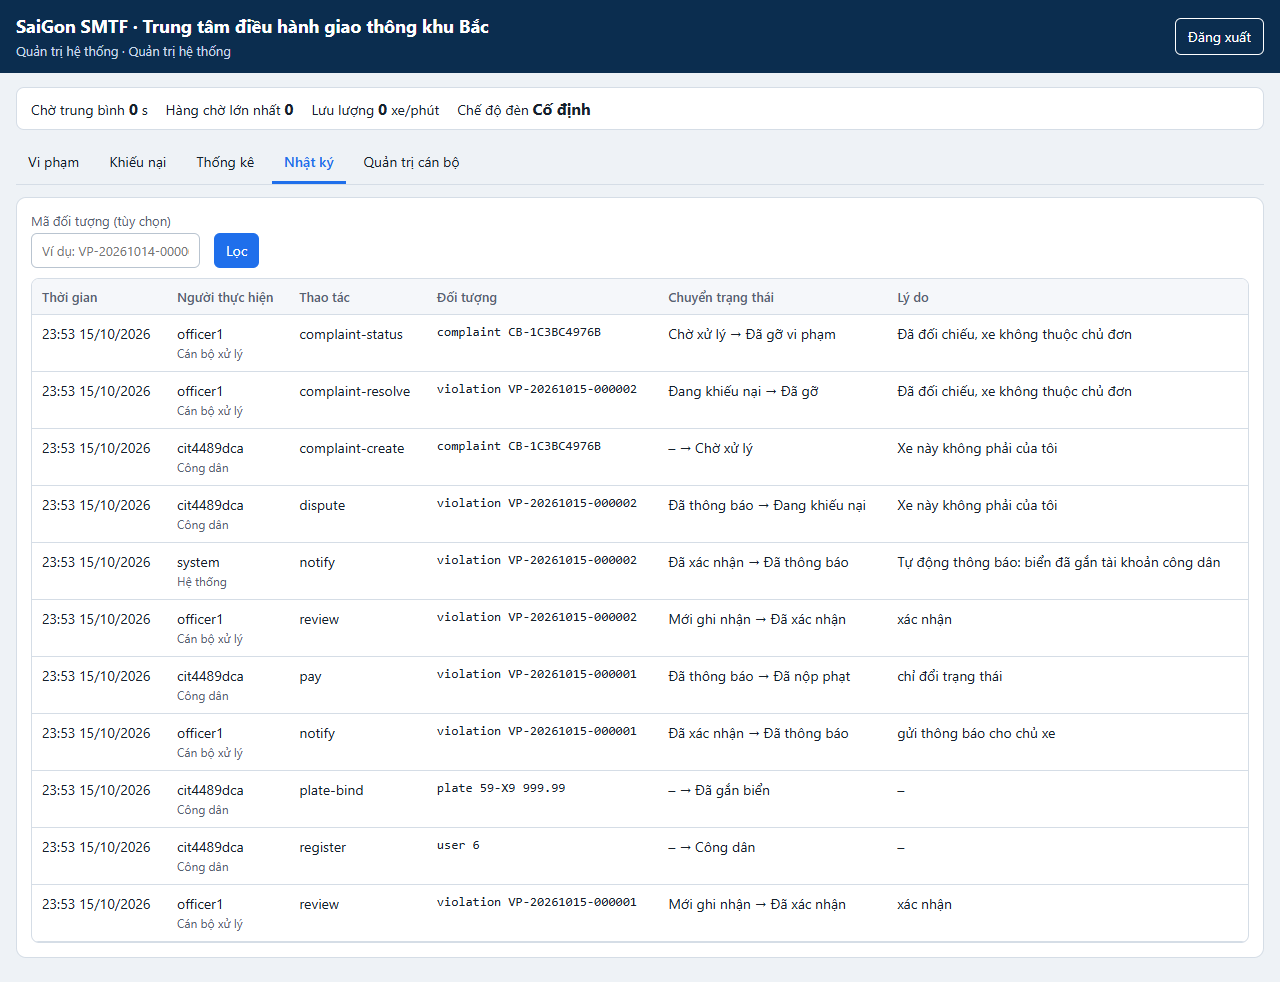 SaiGon SMTF · Trung tâm điều hành giao thông khu Bắc
Quản trị hệ thống · Quản trị hệ thống
Đăng xuất
Chờ trung bình 0 s Hàng chờ lớn nhất 0 Lưu lượng 0 xe/phút Chế độ đèn Cố định
Vi phạm Khiếu nại Thống kê Nhật ký Quản trị cán bộ
Mã đối tượng (tùy chọn)
Ví dụ: VP-20261014-0000 Lọc
Thời gian Người thực hiện Thao tác Đối tượng Chuyển trạng thái Lý do
23:53 15/10/2026 officer1 complaint-status complaint CB-1C3BC4976B Chờ xử lý → Đã gỡ vi phạm Đã đối chiếu, xe không thuộc chủ đơn
Cán bộ xử lý
23:53 15/10/2026 officer1 complaint-resolve violation VP-20261015-000002 Đang khiếu nại → Đã gỡ Đã đối chiếu, xe không thuộc chủ đơn
Cán bộ xử lý
23:53 15/10/2026 cit4489dca complaint-create complaint CB-1C3BC4976B – → Chờ xử lý Xe này không phải của tôi
Công dân
23:53 15/10/2026 cit4489dca dispute violation VP-20261015-000002 Đã thông báo → Đang khiếu nại Xe này không phải của tôi
Công dân
23:53 15/10/2026 system notify violation VP-20261015-000002 Đã xác nhận → Đã thông báo Tự động thông báo: biển đã gắn tài khoản công dân
Hệ thống
23:53 15/10/2026 officer1 review violation VP-20261015-000002 Mới ghi nhận → Đã xác nhận xác nhận
Cán bộ xử lý
23:53 15/10/2026 cit4489dca pay violation VP-20261015-000001 Đã thông báo → Đã nộp phạt chỉ đổi trạng thái
Công dân
23:53 15/10/2026 officer1 notify violation VP-20261015-000001 Đã xác nhận → Đã thông báo gửi thông báo cho chủ xe
Cán bộ xử lý
23:53 15/10/2026 cit4489dca plate-bind plate 59-X9 999.99 – → Đã gắn biển –
Công dân
23:53 15/10/2026 cit4489dca register user 6 – → Công dân –
Công dân
23:53 15/10/2026 officer1 review violation VP-20261015-000001 Mới ghi nhận → Đã xác nhận xác nhận
Cán bộ xử lý